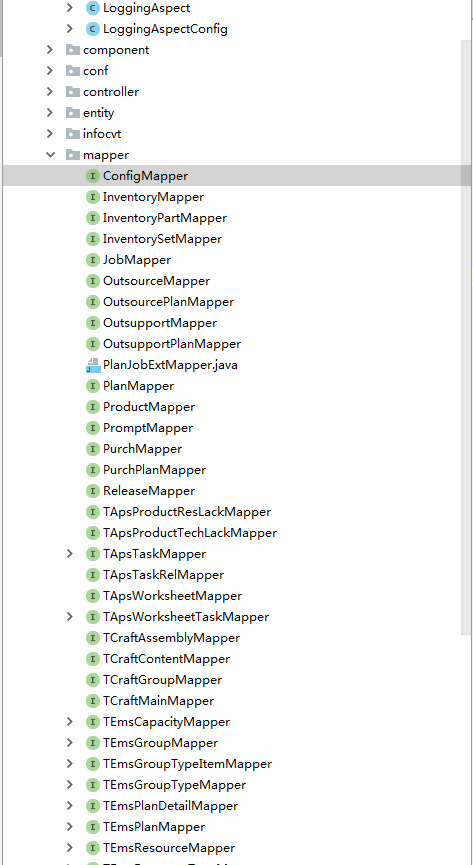 LoggingAspect
LoggingAspectConfig
component
conf
controller
entity
infocvt
mapper
ConfigMapper
InventoryMapper
InventoryPartMapper
InventorySetMapper
JobMapper
OutsourceMapper
OutsourcePlanMapper
OutsupportMapper
OutsupportPlanMapper
PlanJobExtMapper.java
PlanMapper
ProductMapper
PromptMapper
PurchMapper
PurchPlanMapper
ReleaseMapper
TApsProductResLackMapper
TApsProductTechLackMapper
TApsTaskMapper
TApsTaskRelMapper
TApsWorksheetMapper
TApsWorksheetTaskMapper
TCraftAssemblyMapper
TCraftContentMapper
TCraftGroupMapper
TCraftMainMapper
TEmsCapacityMapper
TEmsGroupMapper
TEmsGroupTypeItemMapper
TEmsGroupTypeMapper
TEmsPlanDetailMapper
TEmsPlanMapper
TEmsResourceMapper